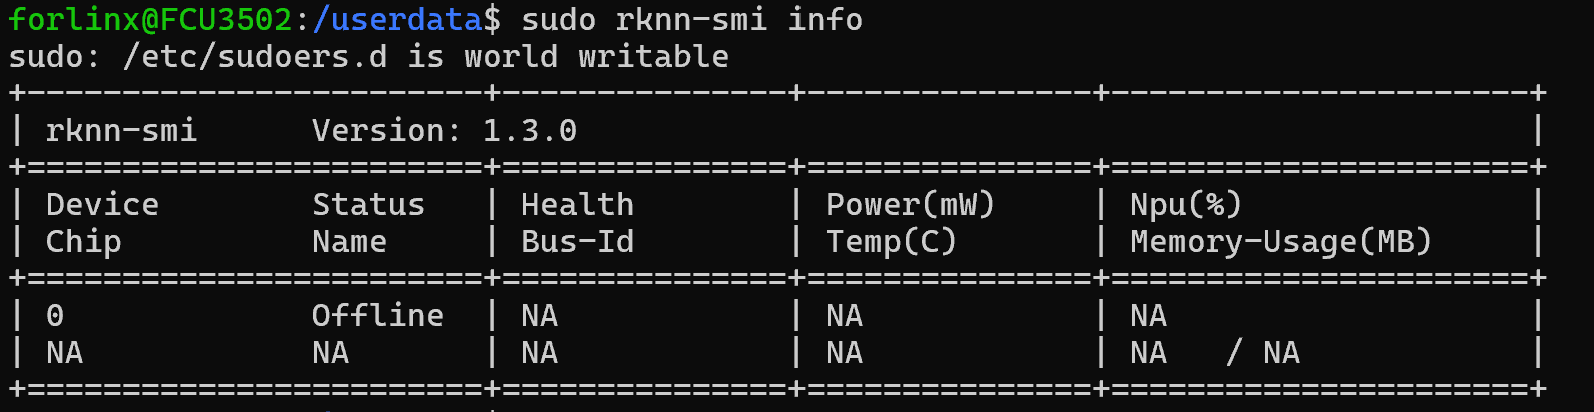 forlinx@FCU3502:/userdata$ sudo rknn-smi info
sudo: /etc/sudoers.d is world writable
+------------------------+---------------+---------------+----------------------+
| rknn-smi      Version: 1.3.0                                                  |
+========================+===============+===============+======================+
| Device        Status   | Health        | Power(mW)     | Npu(%)               |
| Chip          Name     | Bus-Id        | Temp(C)       | Memory-Usage(MB)     |
+========================+===============+===============+======================+
| 0             Offline  | NA            | NA            | NA                   |
| NA            NA       | NA            | NA            | NA   / NA            |
+========================+===============+===============+======================+